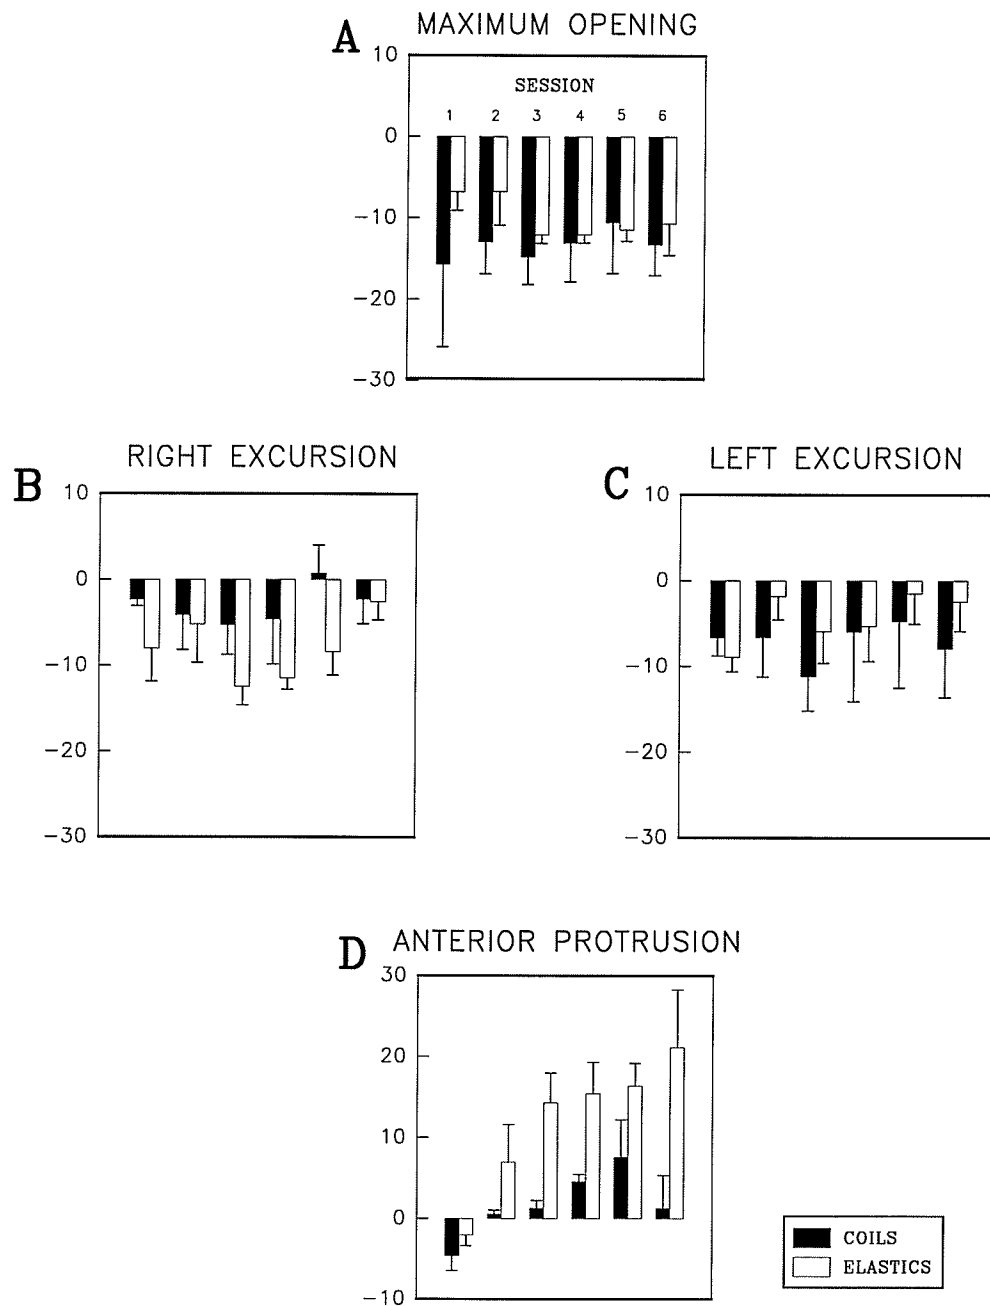 A MAXIMUM OPENING
10
SESSION
1 2 3 4 5 6
0
-10
-20
-30
B RIGHT EXCURSION
10
0
-10
-20
-30
C LEFT EXCURSION
10
0
-10
-20
-30
D ANTERIOR PROTRUSION
30
20
10
0
-10
COILS
ELASTICS